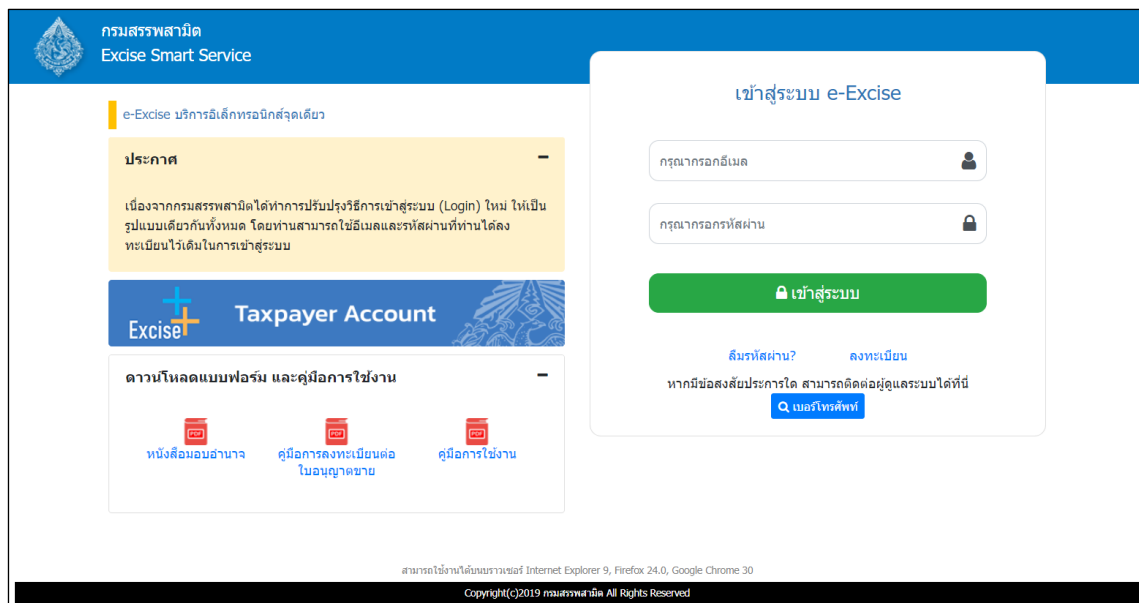 กรมสรรพสามิต
Excise Smart Service
e-Excise บริการอิเล็กทรอนิกส์จุดเดียว
ประกาศ
เนื่องจากกรมสรรพสามิตได้ทำการปรับปรุงวิธีการเข้าสู่ระบบ (Login) ใหม่ ให้เป็น
รูปแบบเดียวกันทั้งหมด โดยท่านสามารถใช้อีเมลและรหัสผ่านที่ท่านได้ลง
ทะเบียนไว้เดิมในการเข้าสู่ระบบ
Excise
Taxpayer Account
ดาวน์โหลดแบบฟอร์ม และคู่มือการใช้งาน
PDF
PDF
PDF
หนังสือมอบอำนาจ
คู่มือการลงทะเบียนต่อ
ใบอนุญาตขาย
คู่มือการใช้งาน
เข้าสู่ระบบ e-Excise
กรุณากรอกอีเมล
กรุณากรอกรหัสผ่าน
เข้าสู่ระบบ
ลืมรหัสผ่าน? ลงทะเบียน
หากมีข้อสงสัยประการใด สามารถติดต่อผู้ดูแลระบบได้ที่นี่
เบอร์โทรศัพท์
สามารถใช้งานได้บนบราวเซอร์ Internet Explorer 9, Firefox 24.0, Google Chrome 30
Copyright(c)2019 กรมสรรพสามิต All Rights Reserved